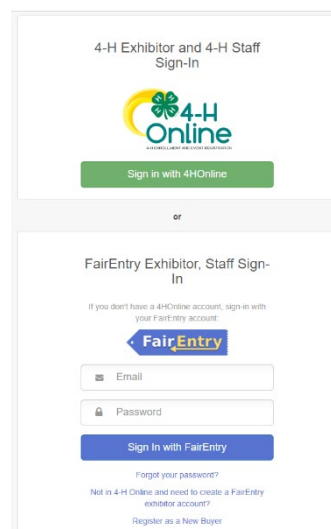 4-H Exhibitor and 4-H Staff
Sign-In
H H H H
4-H
Online
4-H ENROLLMENT AND EVENT REGISTRATION
Sign in with 4HOnline
or
FairEntry Exhibitor, Staff Sign-
In
If you don't have a 4HOnline account, sign-in with
your FairEntry account:
FairEntry
Email
Password
Sign In with FairEntry
Forgot your password?
Not in 4-H Online and need to create a FairEntry
exhibitor account?
Register as a New Buyer